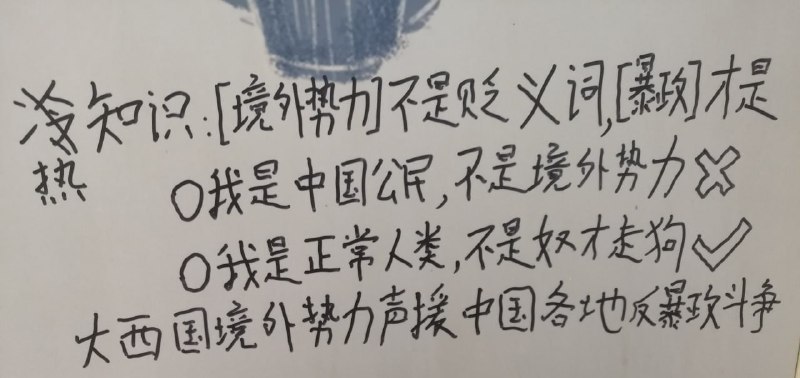 冷知识:[境外势力]不是贬义词,[暴政]才是
热
○我是中国公民,不是境外势力✖
○我是正常人类,不是奴才走狗✓
大西国境外势力声援中国各地反暴政斗争